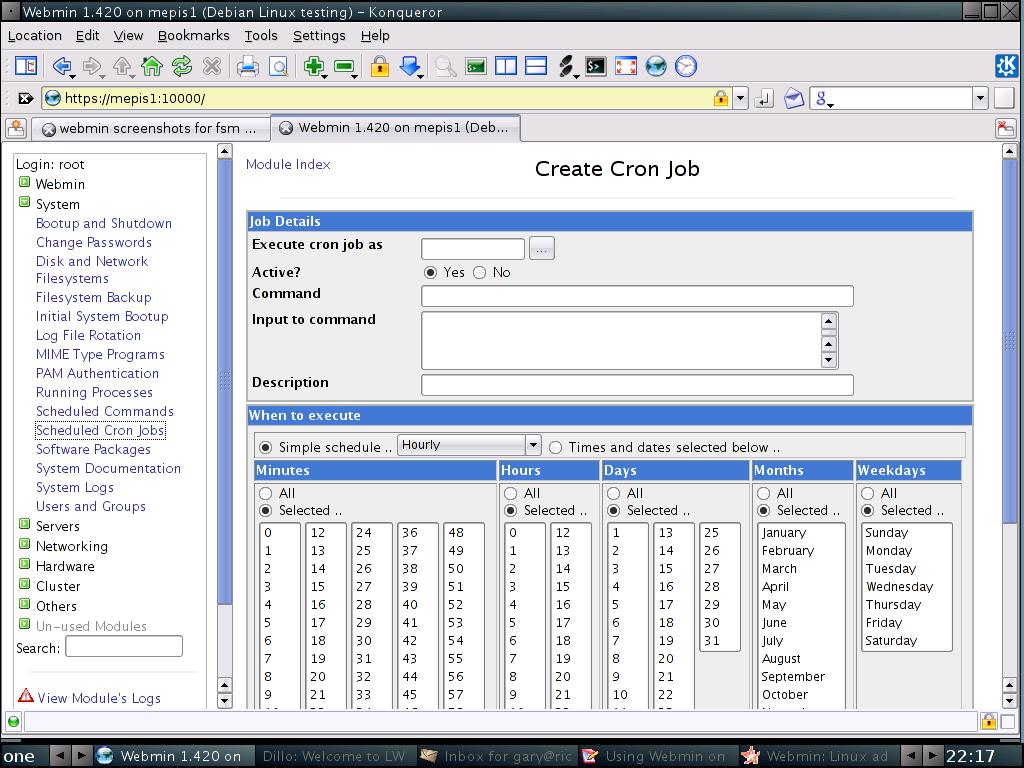 Webmin 1.420 on mepis1 (Debian Linux testing) - Konqueror
Location Edit View Bookmarks Tools Settings Help
https://mepis1:10000/
webmin screenshots for fsm ...
Webmin 1.420 on mepis1 (Deb...
Login: root
Webmin
System
Bootup and Shutdown
Change Passwords
Disk and Network
Filesystems
Filesystem Backup
Initial System Bootup
Log File Rotation
MIME Type Programs
PAM Authentication
Running Processes
Scheduled Commands
Scheduled Cron Jobs
Software Packages
System Documentation
System Logs
Users and Groups
Servers
Networking
Hardware
Cluster
Others
Un-used Modules
Search:
View Module's Logs
Module Index
Create Cron Job
Job Details
Execute cron job as ...
Active? Yes No
Command
Input to command
Description
When to execute
Simple schedule .. Hourly Times and dates selected below ..
Minutes Hours Days Months Weekdays
All All All All All
Selected .. Selected .. Selected .. Selected .. Selected ..
0 12 24 36 48 0 12 1 13 25 January Sunday
1 13 25 37 49 1 13 2 14 26 February Monday
2 14 26 38 50 2 14 3 15 27 March Tuesday
3 15 27 39 51 3 15 4 16 28 April Wednesday
4 16 28 40 52 4 16 5 17 29 May Thursday
5 17 29 41 53 5 17 6 18 30 June Friday
6 18 30 42 54 6 18 7 19 31 July Saturday
7 19 31 43 55 7 19 8 20 August
8 20 32 44 56 8 20 9 21 September
9 21 33 45 57 9 21 10 22 October
one Webmin 1.420 on Dillo: Welcome to LW Inbox for gary@ric Using Webmin on Webmin: Linux ad 22:17